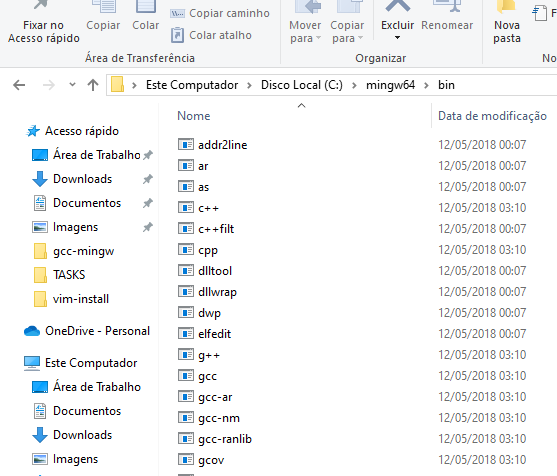 Fixar no
Acesso rápido
Copiar
Colar
Copiar caminho
Colar atalho
Mover
para
Copiar
para
Excluir
Renomear
Nova
pasta
Área de Transferência
Organizar
Este Computador
Disco Local (C:)
mingw64
bin
Nome
Data de modificação
Acesso rápido
Área de Trabalho
Downloads
Documentos
Imagens
gcc-mingw
TASKS
vim-install
OneDrive - Personal
Este Computador
Área de Trabalho
Documentos
Downloads
Imagens
addr2line 12/05/2018 00:07
ar 12/05/2018 00:07
as 12/05/2018 00:07
c++ 12/05/2018 03:10
c++filt 12/05/2018 00:07
cpp 12/05/2018 03:10
dlltool 12/05/2018 00:07
dllwrap 12/05/2018 00:07
dwp 12/05/2018 00:07
elfedit 12/05/2018 00:07
g++ 12/05/2018 03:10
gcc 12/05/2018 03:10
gcc-ar 12/05/2018 03:10
gcc-nm 12/05/2018 03:10
gcc-ranlib 12/05/2018 03:10
gcov 12/05/2018 03:10